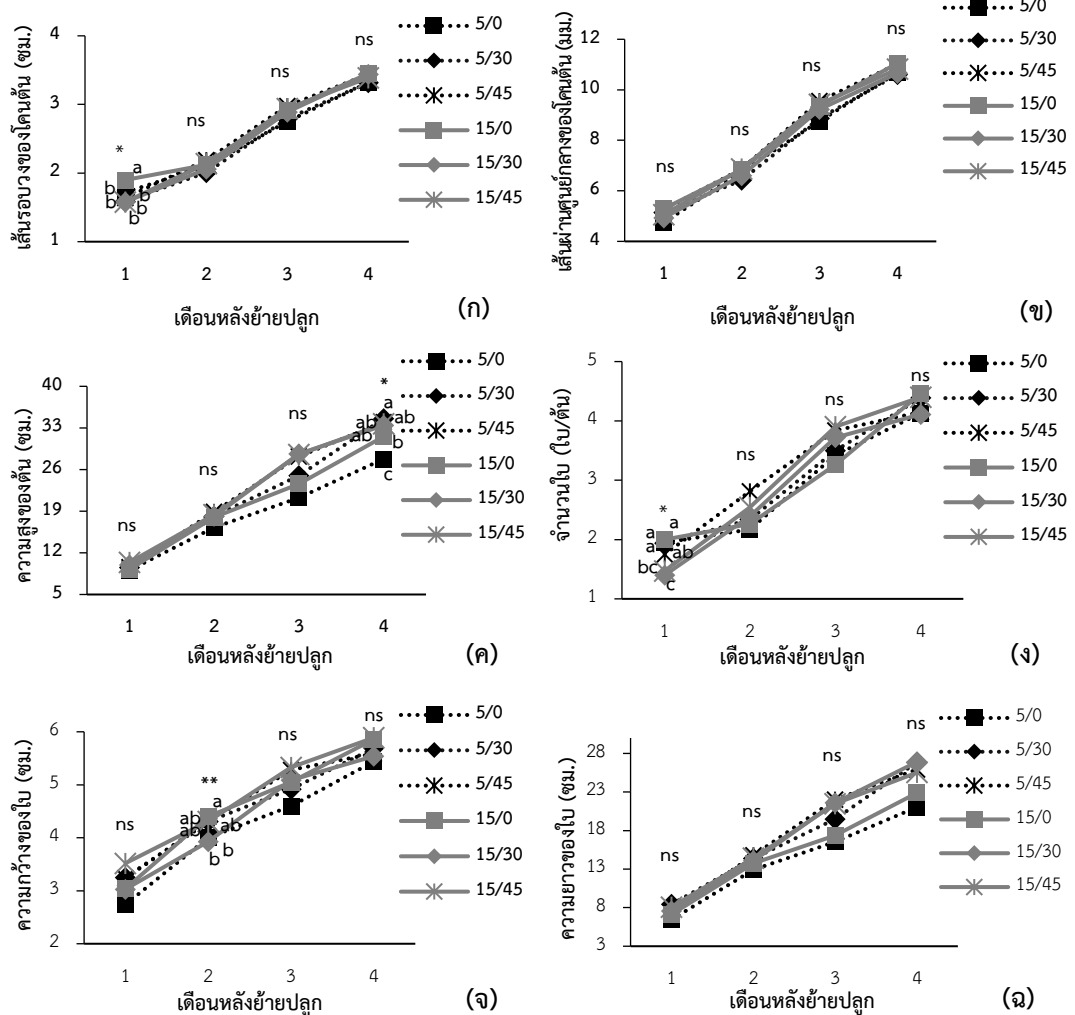 เส้นรอบวงของโคนต้น (ซม.)
4
3
2
1
*
ns
ns
ns
a
b
b
b
b
b
1
2
3
4
เดือนหลังย้ายปลูก
(ก)
5/0
5/30
5/45
15/0
15/30
15/45
เส้นผ่านศูนย์กลางของโคนต้น (มม.)
12
10
8
6
4
ns
ns
ns
ns
1
2
3
4
เดือนหลังย้ายปลูก
(ข)
5/0
5/30
5/45
15/0
15/30
15/45
ความสูงของต้น (ซม.)
40
33
26
19
12
5
ns
ns
ns
*
a
ab
ab
ab
b
c
1
2
3
4
เดือนหลังย้ายปลูก
(ค)
5/0
5/30
5/45
15/0
15/30
15/45
จำนวนใบ (ใบ/ต้น)
5
4
3
2
1
*
ns
ns
ns
a
a
a
ab
bc
c
1
2
3
4
เดือนหลังย้ายปลูก
(ง)
5/0
5/30
5/45
15/0
15/30
15/45
ความกว้างของใบ (ซม.)
6
5
4
3
2
ns
**
ns
ns
a
ab
ab
ab
b
b
1
2
3
4
เดือนหลังย้ายปลูก
(จ)
5/0
5/30
5/45
15/0
15/30
15/45
ความยาวของใบ (ซม.)
28
23
18
13
8
3
ns
ns
ns
ns
1
2
3
4
เดือนหลังย้ายปลูก
(ฉ)
5/0
5/30
5/45
15/0
15/30
15/45